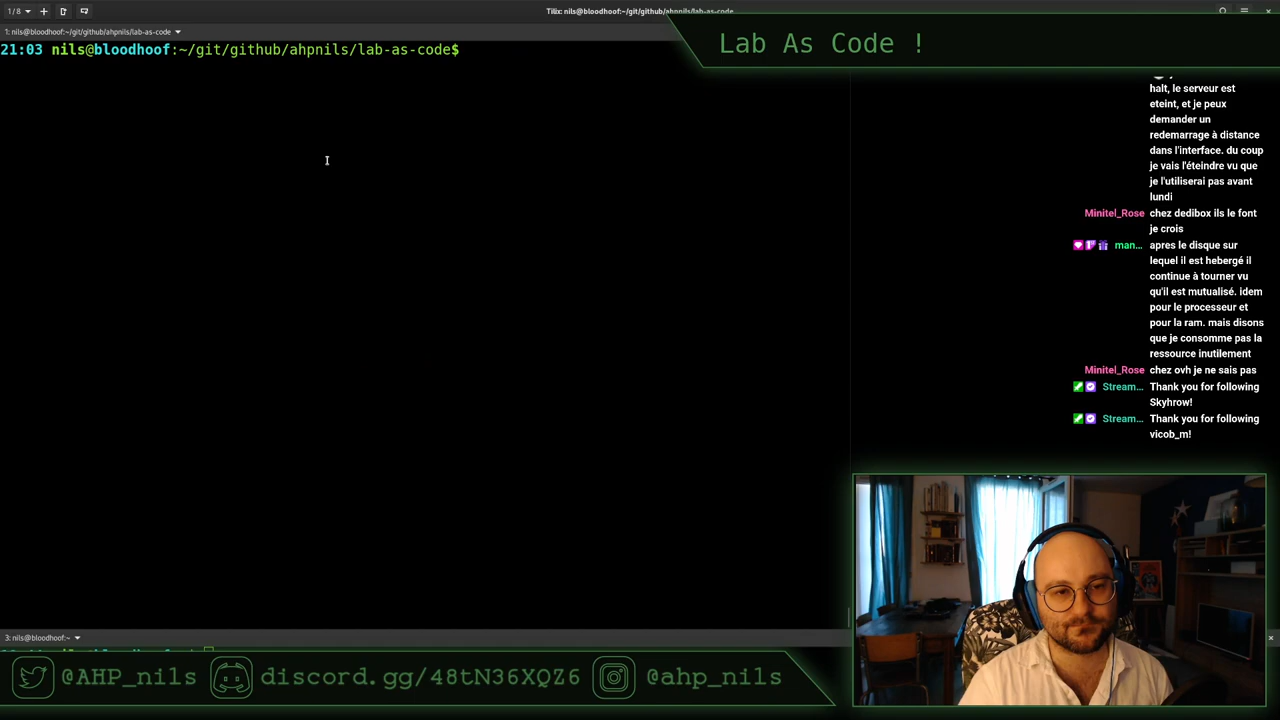 1 / 8
Tilix: nils@bloodhoof:~/git/github/ahpnils/lab-as-code
1: nils@bloodhoof:~/git/github/ahpnils/lab-as-code
21:03 nils@bloodhoof:~/git/github/ahpnils/lab-as-code$
Lab As Code !
halt, le serveur est
eteint, et je peux
demander un
redemarrage à distance
dans l'interface. du coup
je vais l'éteindre vu que
je l'utiliserai pas avant
lundi
Minitel_Rose chez dedibox ils le font
je crois
man... apres le disque sur
lequel il est hebergé il
continue à tourner vu
qu'il est mutualisé. idem
pour le processeur et
pour la ram. mais disons
que je consomme pas la
ressource inutilement
Minitel_Rose chez ovh je ne sais pas
Stream... Thank you for following
Skyhrow!
Stream... Thank you for following
vicob_m!
3: nils@bloodhoof:~
@AHP_nils discord.gg/48tN36XQZ6 @ahp_nils